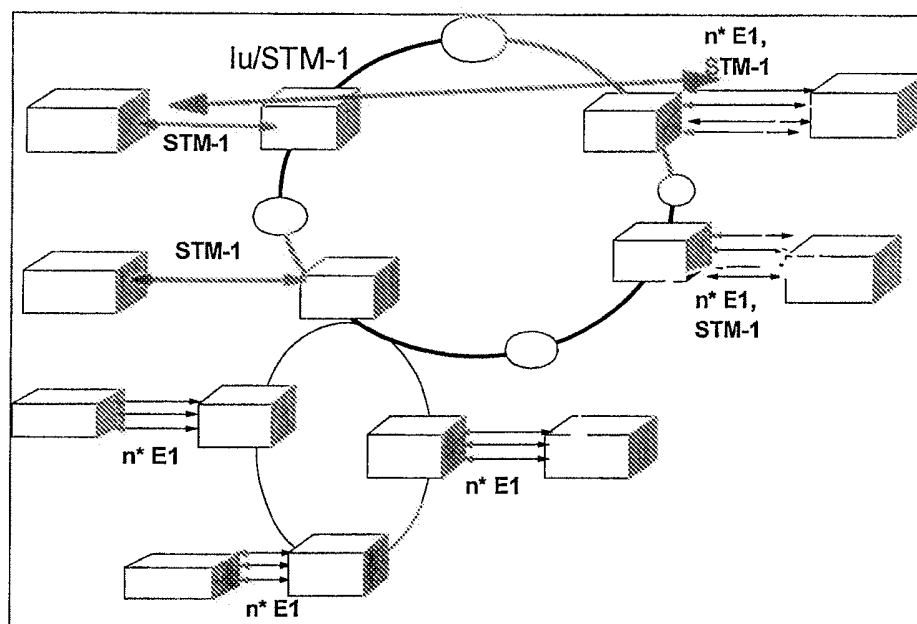 Iu/STM-1
n* E1,
STM-1
STM-1
STM-1
n* E1,
STM-1
n* E1
n* E1
n* E1